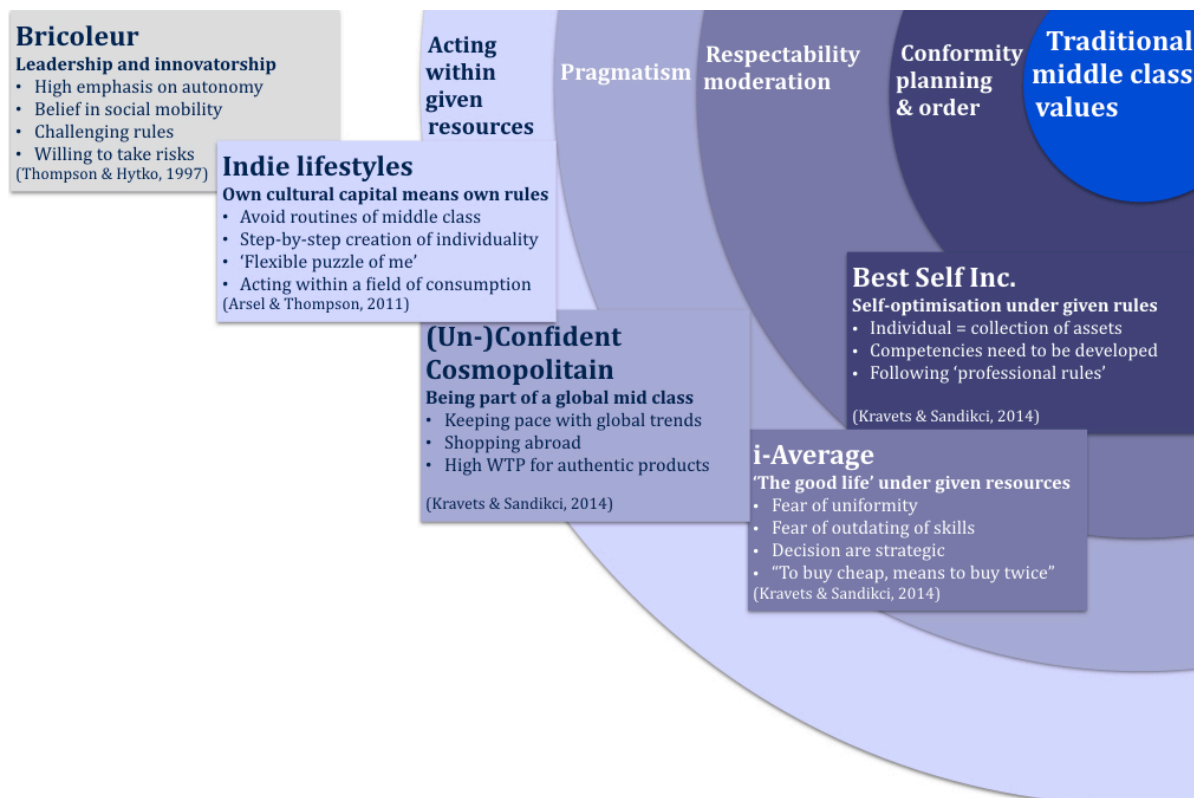 Bricoleur
Leadership and innovatorship
• High emphasis on autonomy
• Belief in social mobility
• Challenging rules
• Willing to take risks
(Thompson & Hytko, 1997)
Indie lifestyles
Own cultural capital means own rules
• Avoid routines of middle class
• Step-by-step creation of individuality
• ‘Flexible puzzle of me’
• Acting within a field of consumption
(Arsel & Thompson, 2011)
(Un-)Confident
Cosmopolitain
Being part of a global mid class
• Keeping pace with global trends
• Shopping abroad
• High WTP for authentic products
(Kravets & Sandikci, 2014)
i-Average
‘The good life’ under given resources
• Fear of uniformity
• Fear of outdating of skills
• Decision are strategic
• “To buy cheap, means to buy twice”
(Kravets & Sandikci, 2014)
Best Self Inc.
Self-optimisation under given rules
• Individual = collection of assets
• Competencies need to be developed
• Following ‘professional rules’
(Kravets & Sandikci, 2014)
Acting
within
given
resources
Pragmatism
Respectability
moderation
Conformity
planning
& order
Traditional
middle class
values